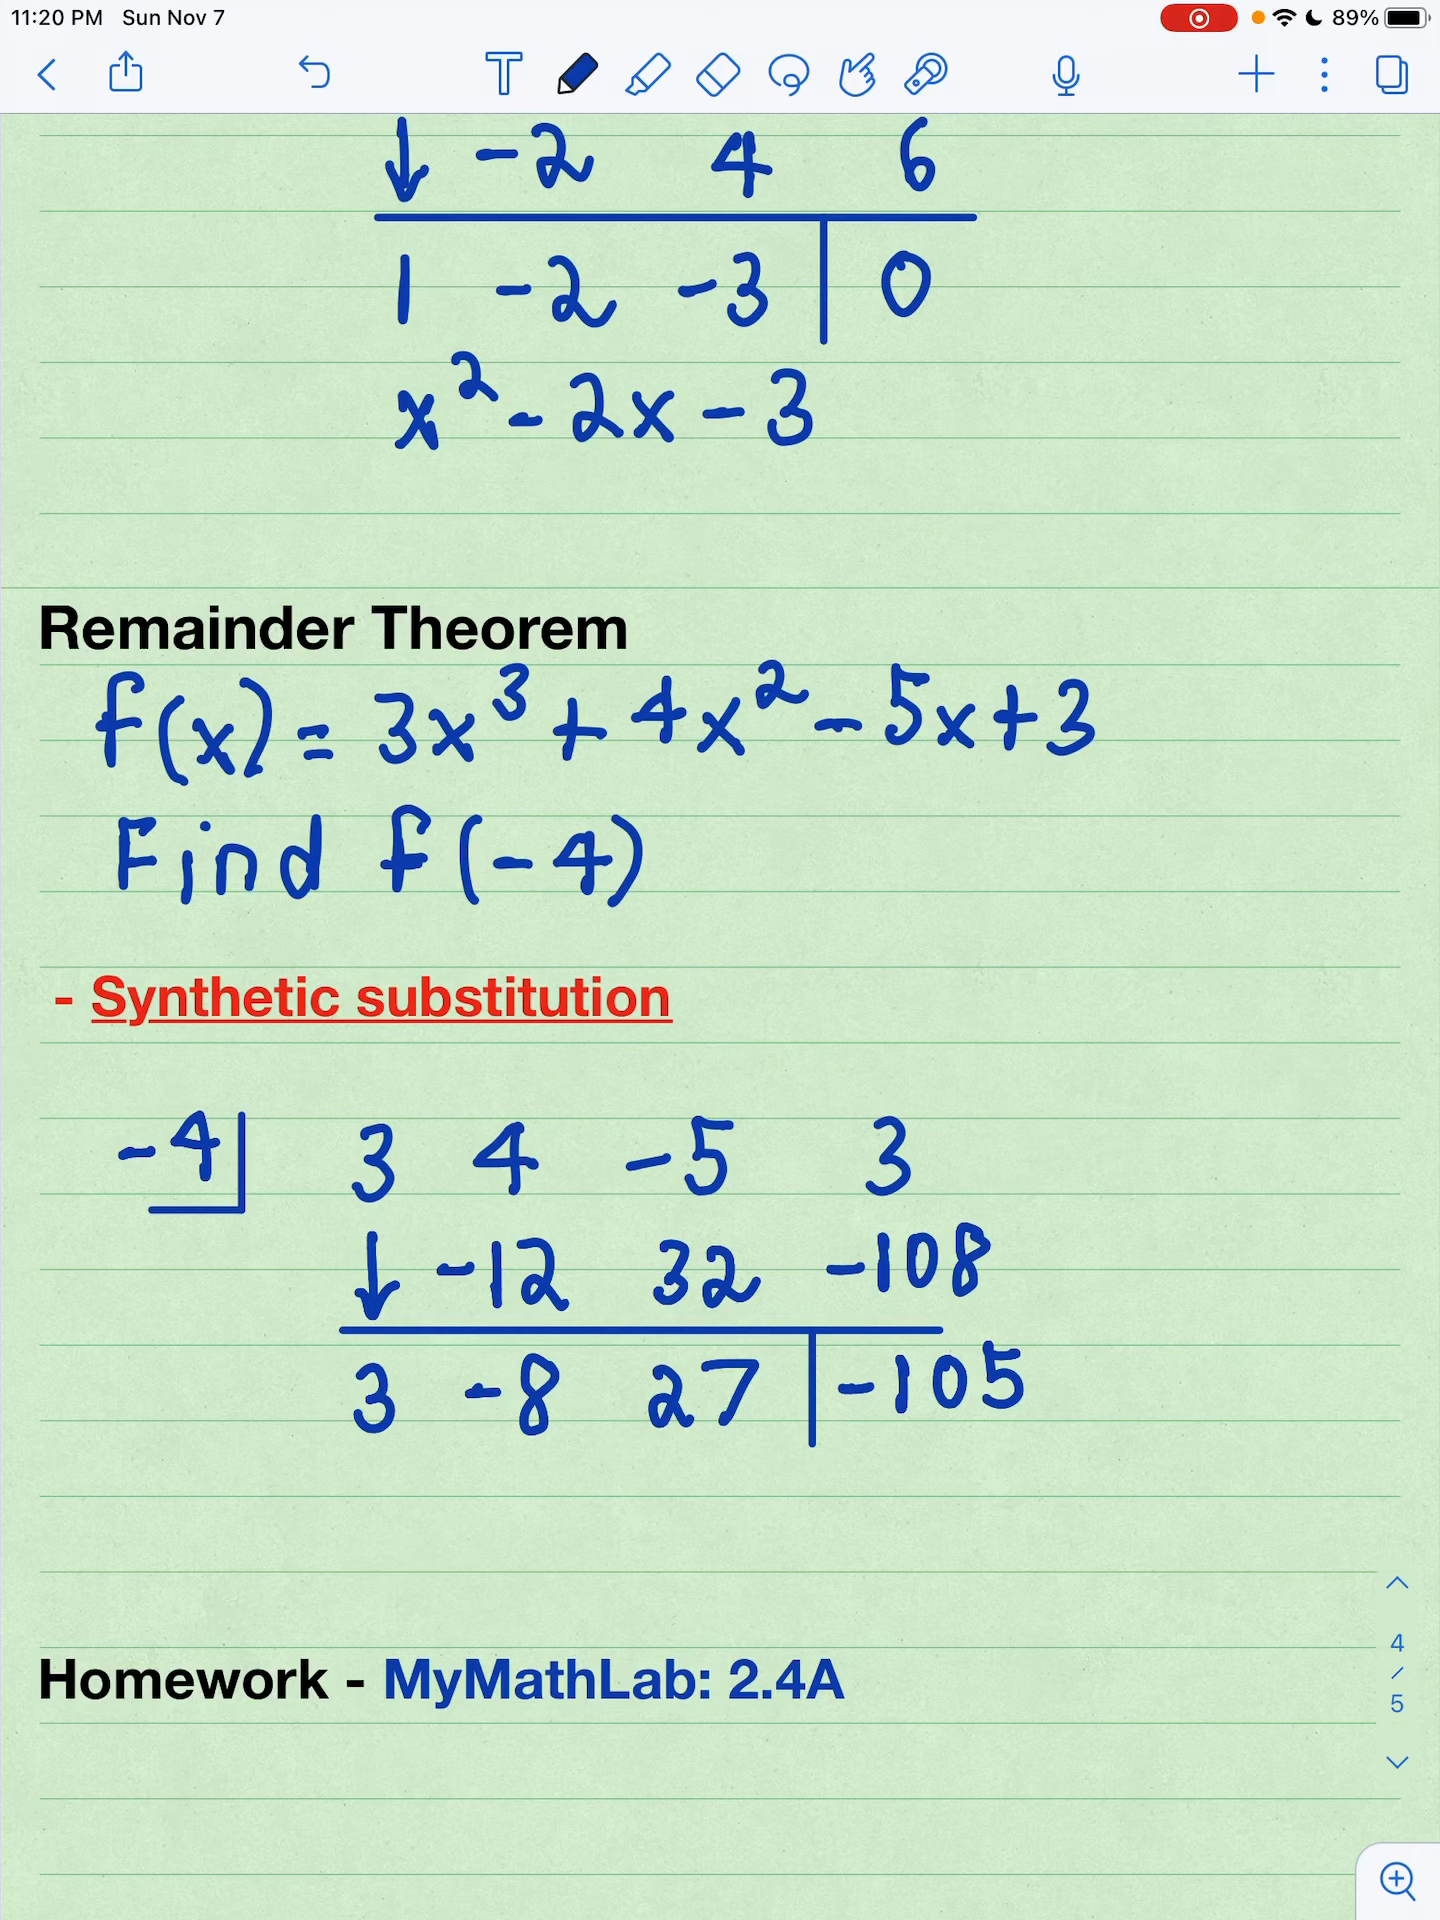 11:20 PM Sun Nov 7 89%
T
↓ -2 4 6
1 -2 -3 | 0
x² - 2x - 3
Remainder Theorem
f(x) = 3x³ + 4x² - 5x + 3
Find f(-4)
- Synthetic substitution
-4 3 4 -5 3
↓ -12 32 -108
3 -8 27 | -105
Homework - MyMathLab: 2.4A
4
/
5